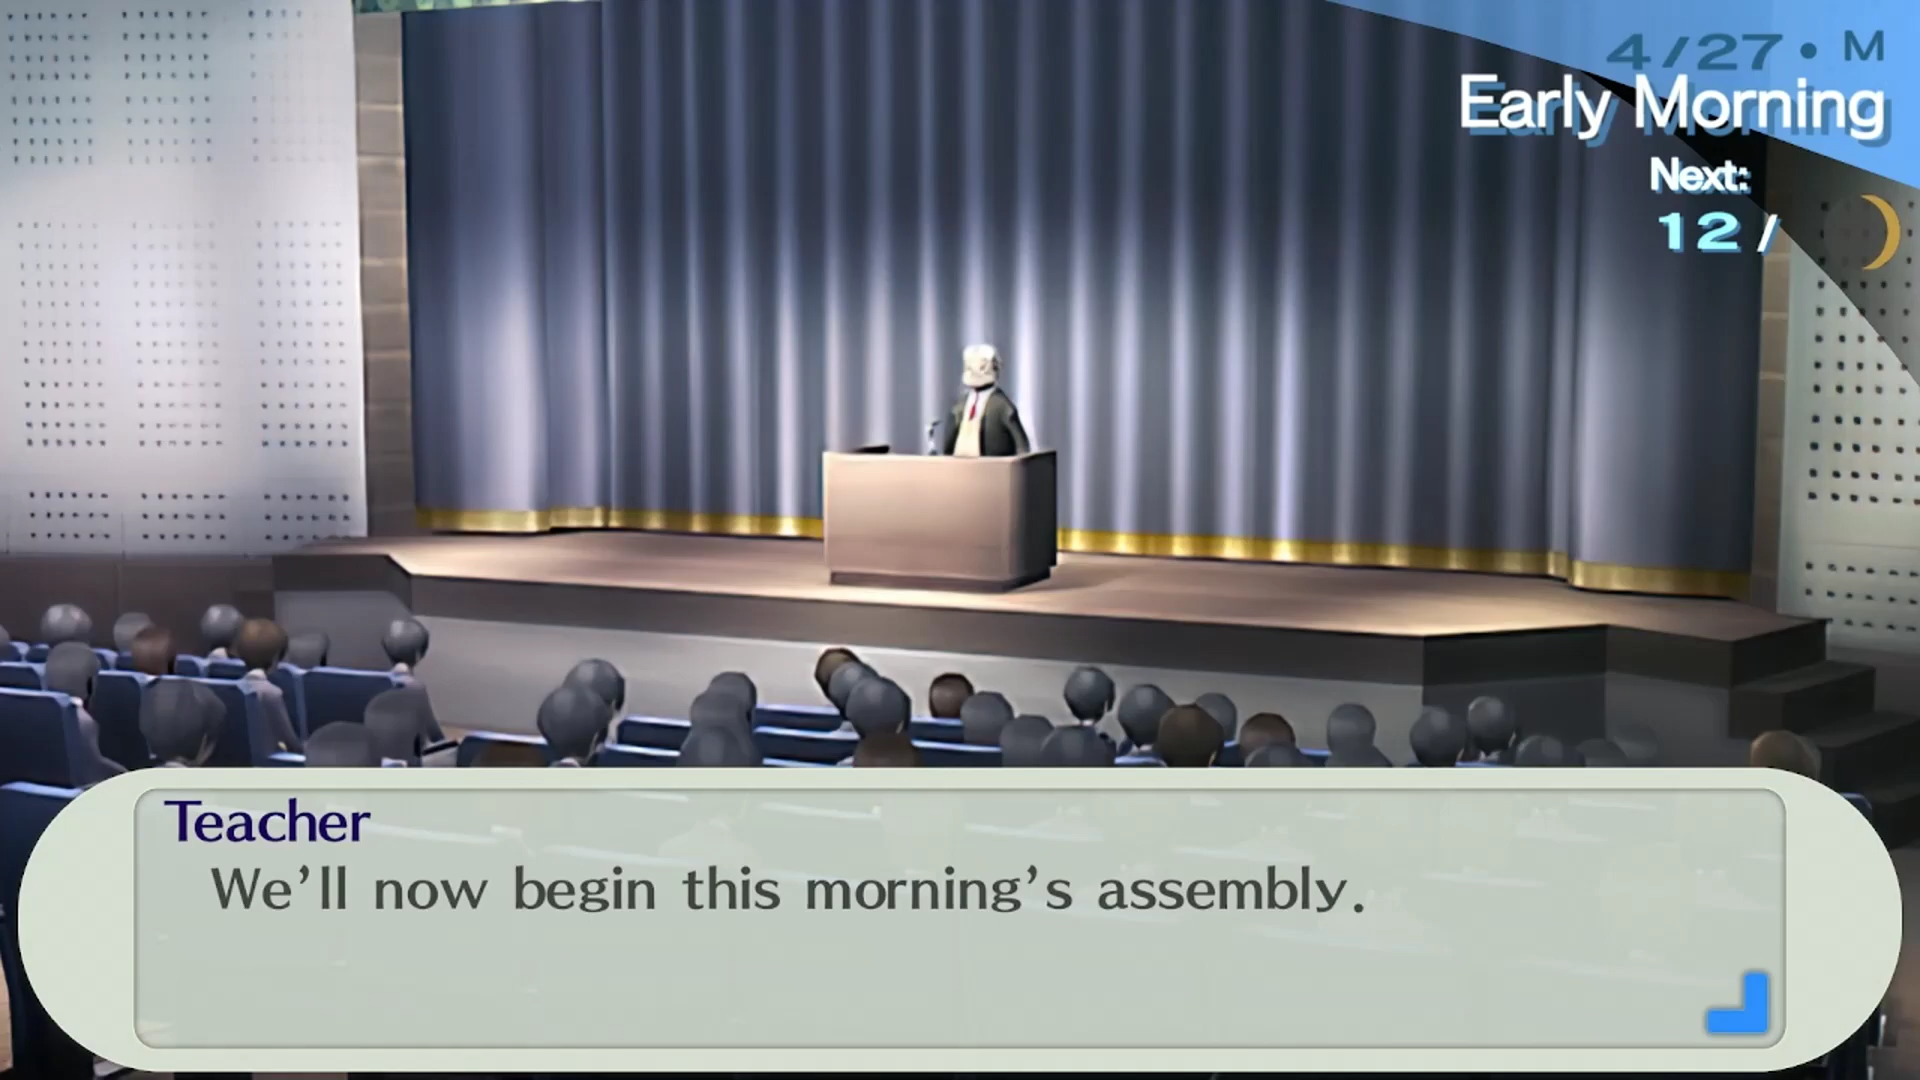 4/27 • M
Early Morning
Next:
12 /
Teacher
We'll now begin this morning's assembly.